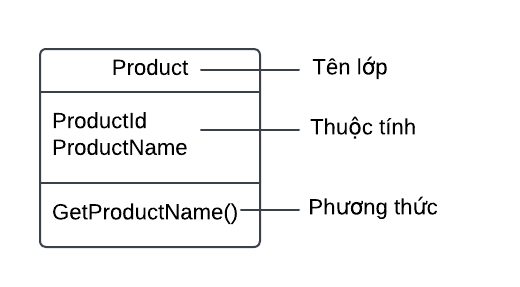 Product
Tên lớp
ProductId
ProductName
Thuộc tính
GetProductName()
Phương thức